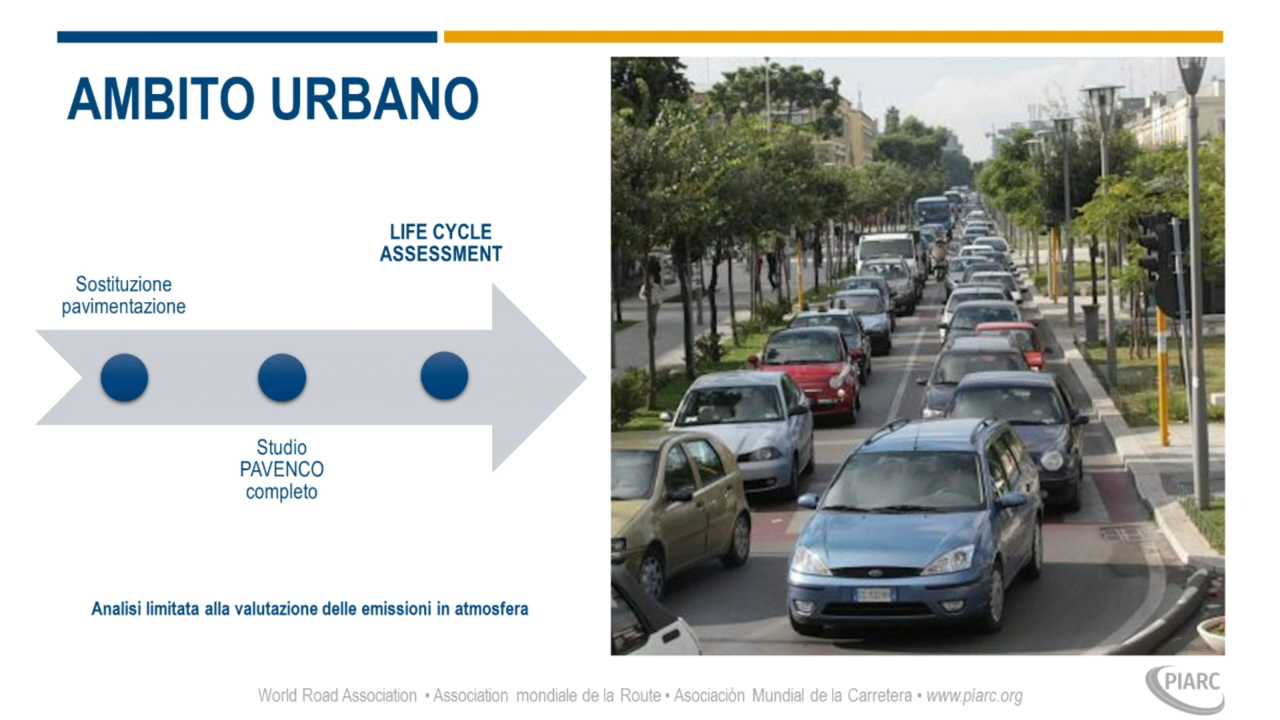 AMBITO URBANO
LIFE CYCLE
ASSESSMENT
Sostituzione
pavimentazione
Studio
PAVENCO
completo
Analisi limitata alla valutazione delle emissioni in atmosfera
World Road Association • Association mondiale de la Route • Asociación Mundial de la Carretera • www.piarc.org
PIARC